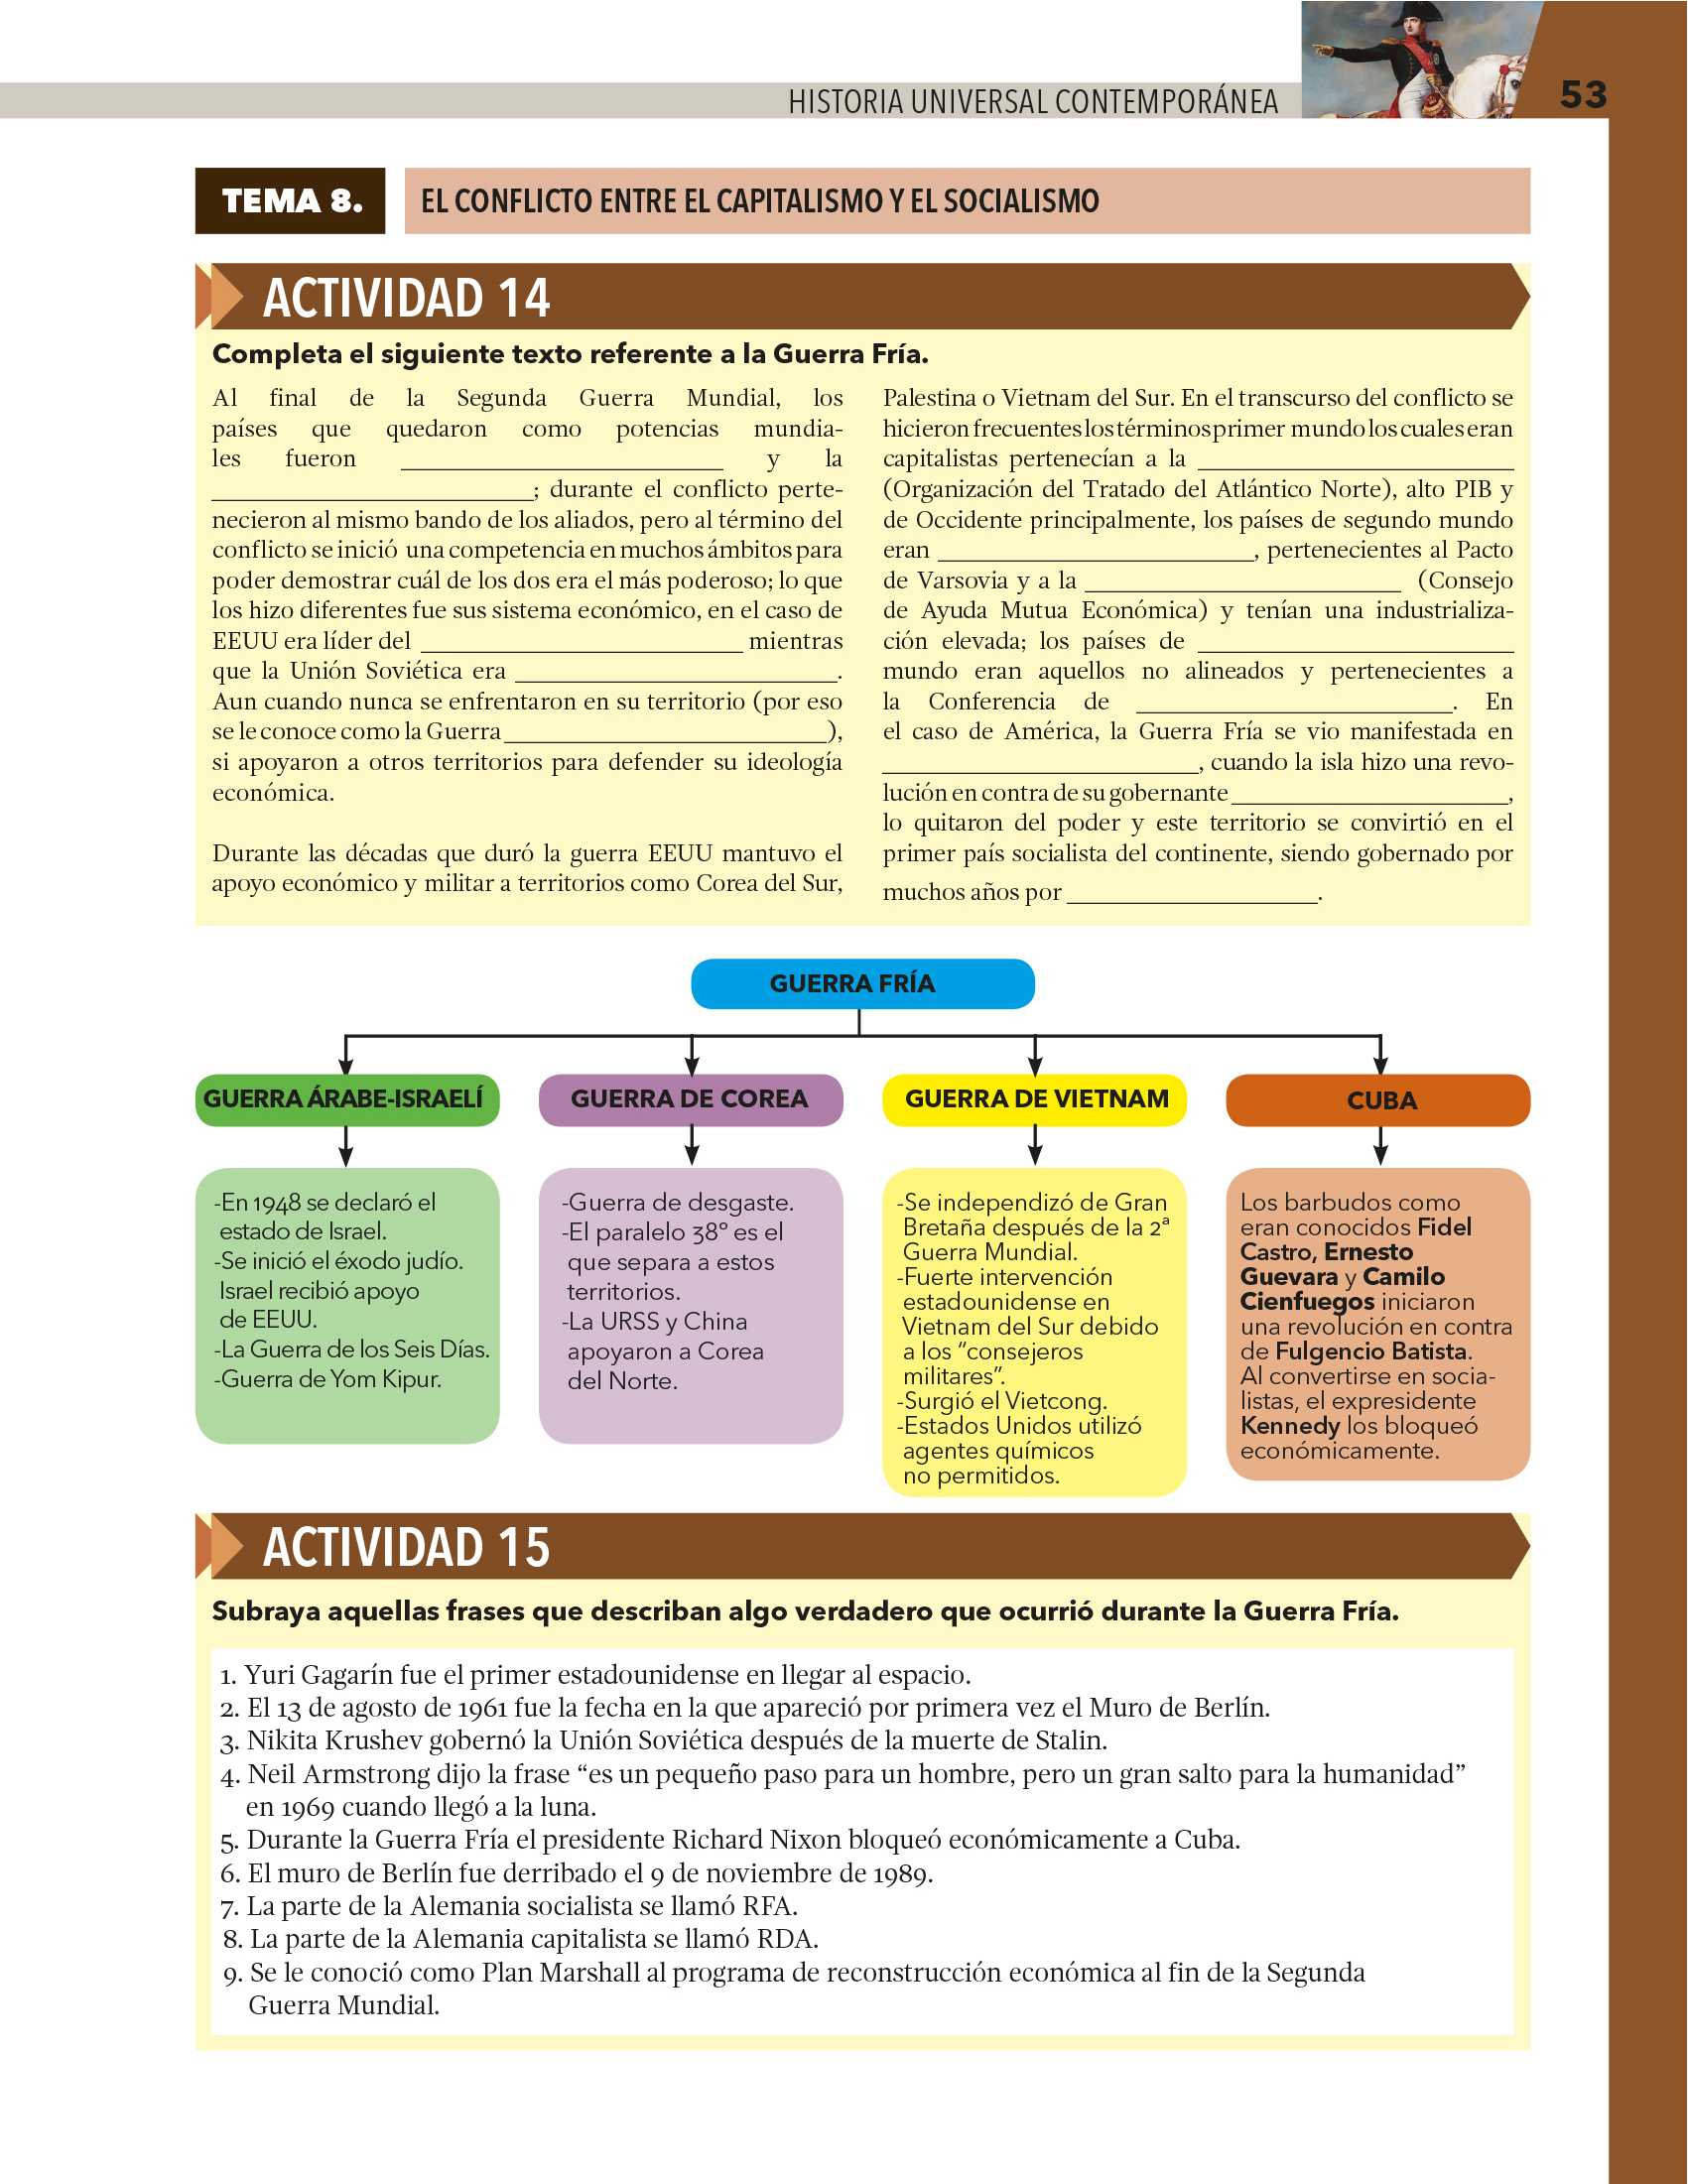 HISTORIA UNIVERSAL CONTEMPORÁNEA
53
TEMA 8.
EL CONFLICTO ENTRE EL CAPITALISMO Y EL SOCIALISMO
ACTIVIDAD 14
Completa el siguiente texto referente a la Guerra Fría.
Al final de la Segunda Guerra Mundial, los
países que quedaron como potencias mundia-
les fueron ____________________ y la
____________________; durante el conflicto perte-
necieron al mismo bando de los aliados, pero al término del
conflicto se inició una competencia en muchos ámbitos para
poder demostrar cuál de los dos era el más poderoso; lo que
los hizo diferentes fue sus sistema económico, en el caso de
EEUU era líder del ____________________ mientras
que la Unión Soviética era ____________________.
Aun cuando nunca se enfrentaron en su territorio (por eso
se le conoce como la Guerra ____________________),
si apoyaron a otros territorios para defender su ideología
económica.
Durante las décadas que duró la guerra EEUU mantuvo el
apoyo económico y militar a territorios como Corea del Sur,
Palestina o Vietnam del Sur. En el transcurso del conflicto se
hicieron frecuentes los términos primer mundo los cuales eran
capitalistas pertenecían a la ____________________
(Organización del Tratado del Atlántico Norte), alto PIB y
de Occidente principalmente, los países de segundo mundo
eran ____________________, pertenecientes al Pacto
de Varsovia y a la ____________________ (Consejo
de Ayuda Mutua Económica) y tenían una industrializa-
ción elevada; los países de ____________________
mundo eran aquellos no alineados y pertenecientes a
la Conferencia de ____________________. En
el caso de América, la Guerra Fría se vio manifestada en
____________________, cuando la isla hizo una revo-
lución en contra de su gobernante ____________________,
lo quitaron del poder y este territorio se convirtió en el
primer país socialista del continente, siendo gobernado por
muchos años por ____________________.
GUERRA FRÍA
GUERRA ÁRABE-ISRAELÍ
-En 1948 se declaró el
estado de Israel.
-Se inició el éxodo judío.
Israel recibió apoyo
de EEUU.
-La Guerra de los Seis Días.
-Guerra de Yom Kipur.
GUERRA DE COREA
-Guerra de desgaste.
-El paralelo 38º es el
que separa a estos
territorios.
-La URSS y China
apoyaron a Corea
del Norte.
GUERRA DE VIETNAM
-Se independizó de Gran
Bretaña después de la 2ª
Guerra Mundial.
-Fuerte intervención
estadounidense en
Vietnam del Sur debido
a los “consejeros
militares”.
-Surgió el Vietcong.
-Estados Unidos utilizó
agentes químicos
no permitidos.
CUBA
Los barbudos como
eran conocidos Fidel
Castro, Ernesto
Guevara y Camilo
Cienfuegos iniciaron
una revolución en contra
de Fulgencio Batista.
Al convertirse en socia-
listas, el expresidente
Kennedy los bloqueó
económicamente.
ACTIVIDAD 15
Subraya aquellas frases que describan algo verdadero que ocurrió durante la Guerra Fría.
1. Yuri Gagarín fue el primer estadounidense en llegar al espacio.
2. El 13 de agosto de 1961 fue la fecha en la que apareció por primera vez el Muro de Berlín.
3. Nikita Krushev gobernó la Unión Soviética después de la muerte de Stalin.
4. Neil Armstrong dijo la frase “es un pequeño paso para un hombre, pero un gran salto para la humanidad”
en 1969 cuando llegó a la luna.
5. Durante la Guerra Fría el presidente Richard Nixon bloqueó económicamente a Cuba.
6. El muro de Berlín fue derribado el 9 de noviembre de 1989.
7. La parte de la Alemania socialista se llamó RFA.
8. La parte de la Alemania capitalista se llamó RDA.
9. Se le conoció como Plan Marshall al programa de reconstrucción económica al fin de la Segunda
Guerra Mundial.